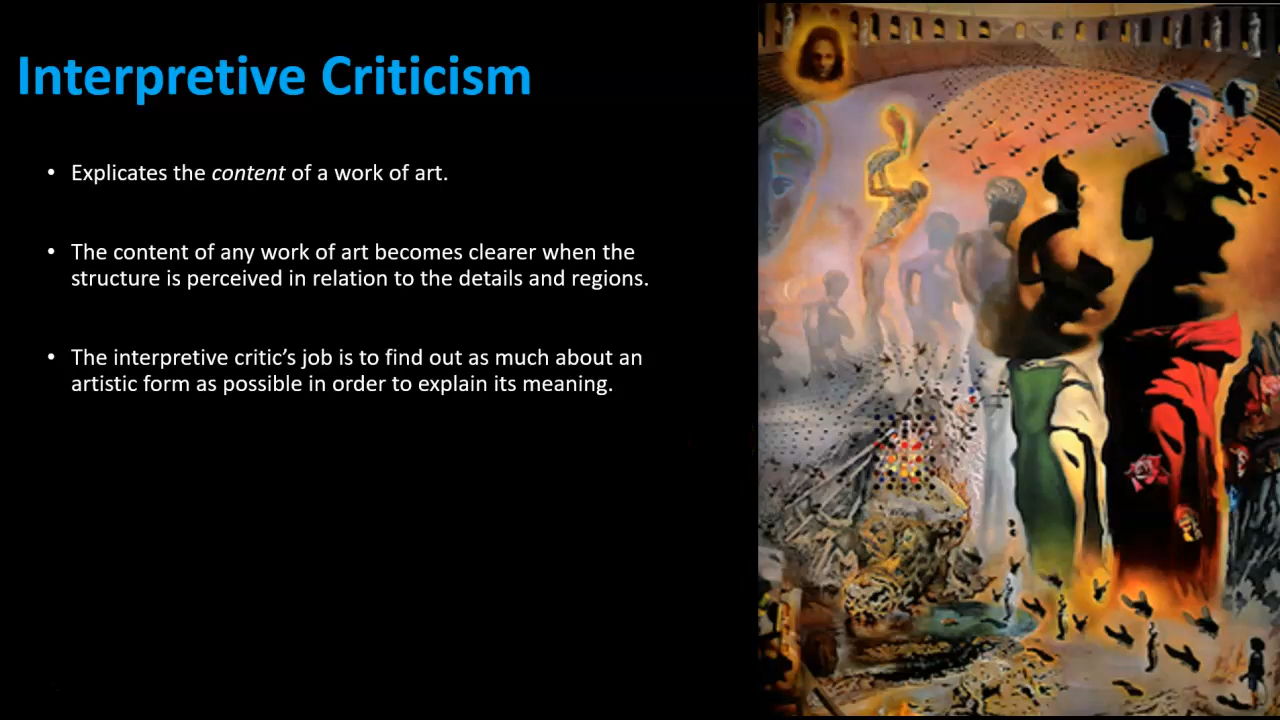 Interpretive Criticism
• Explicates the content of a work of art.
• The content of any work of art becomes clearer when the
structure is perceived in relation to the details and regions.
• The interpretive critic’s job is to find out as much about an
artistic form as possible in order to explain its meaning.